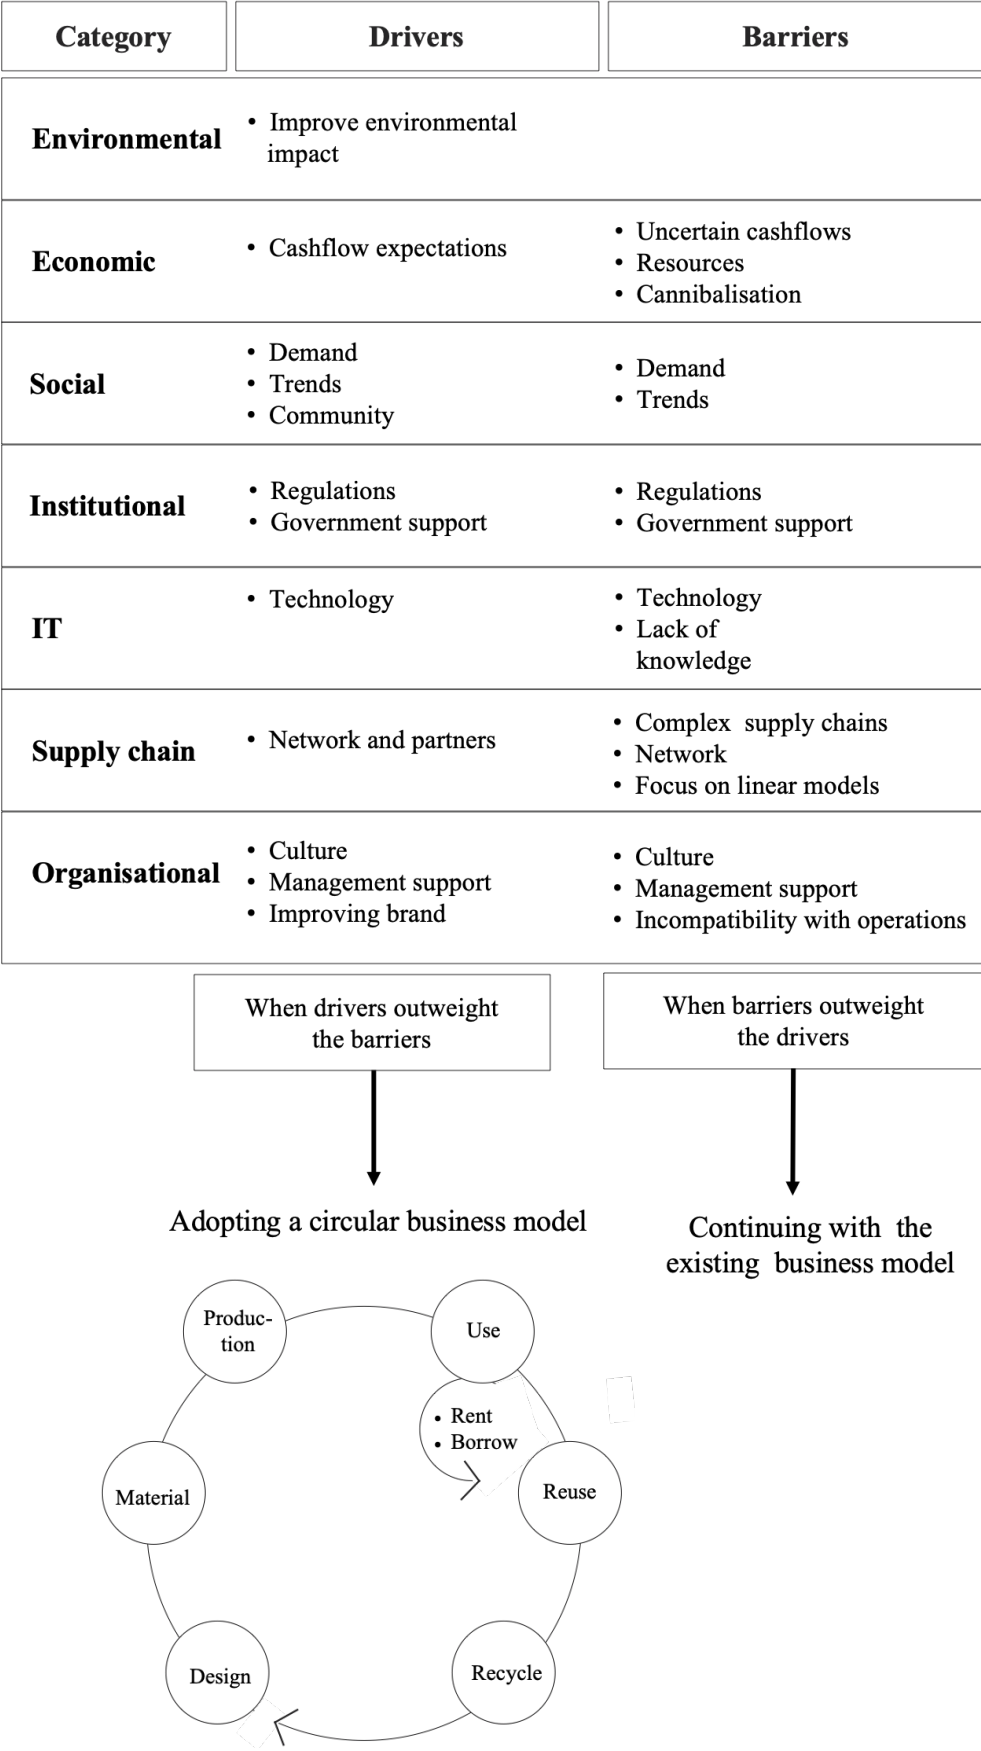 Category Drivers Barriers
Environmental
• Improve environmental
impact
Economic
• Cashflow expectations
• Uncertain cashflows
• Resources
• Cannibalisation
Social
• Demand
• Trends
• Community
• Demand
• Trends
Institutional
• Regulations
• Government support
• Regulations
• Government support
IT
• Technology
• Technology
• Lack of
knowledge
Supply chain
• Network and partners
• Complex supply chains
• Network
• Focus on linear models
Organisational
• Culture
• Management support
• Improving brand
• Culture
• Management support
• Incompatibility with operations
When drivers outweight
the barriers
When barriers outweight
the drivers
Adopting a circular business model
Continuing with the
existing business model
Produc-
tion
Use
• Rent
• Borrow
Material
Reuse
Design
Recycle